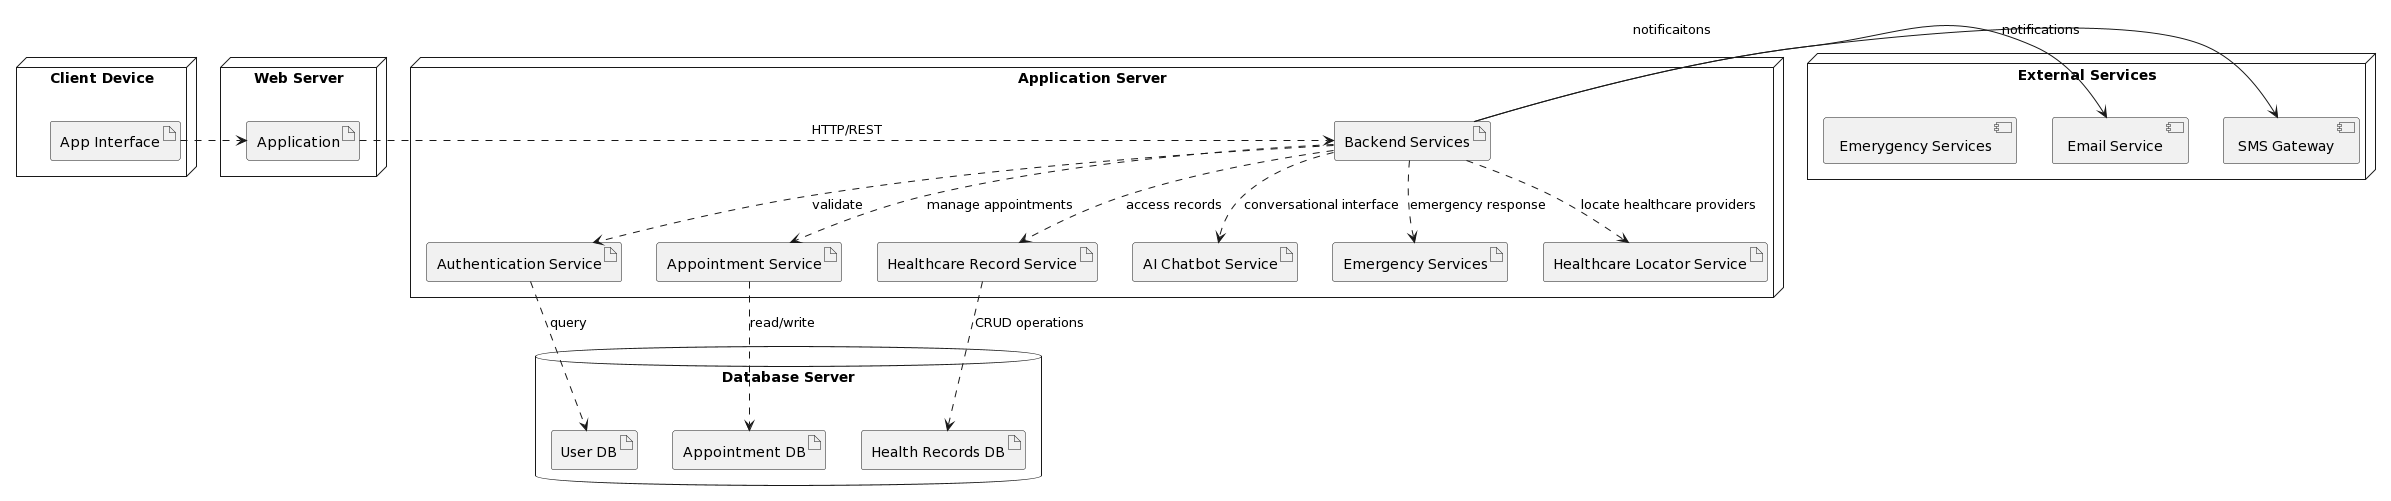 notificaitons
notifications
Client Device
Web Server
Application Server
External Services
App Interface
Application
HTTP/REST
Backend Services
Emerygency Services
Email Service
SMS Gateway
validate
manage appointments
access records
conversational interface
emergency response
locate healthcare providers
Authentication Service
Appointment Service
Healthcare Record Service
AI Chatbot Service
Emergency Services
Healthcare Locator Service
query
read/write
CRUD operations
Database Server
User DB
Appointment DB
Health Records DB